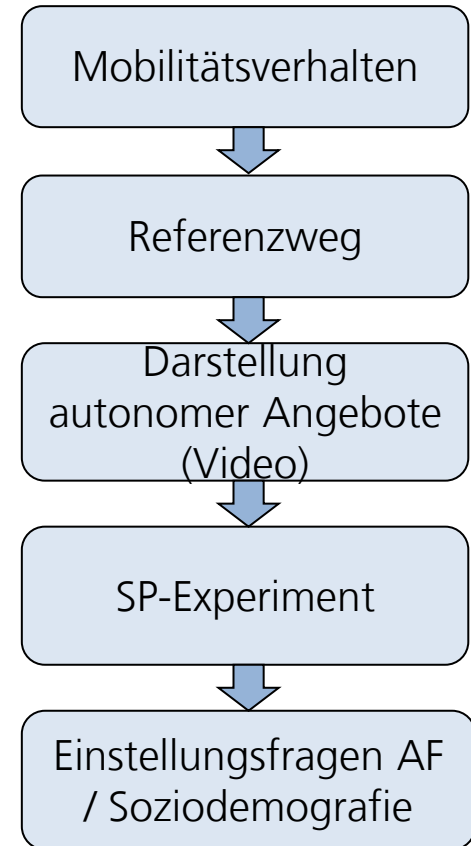 Mobilitätsverhalten
Referenzweg
Darstellung
autonomer Angebote
(Video)
SP-Experiment
Einstellungsfragen AF
/ Soziodemografie